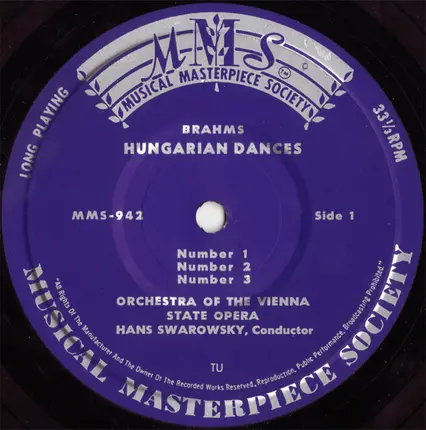 MMS
TM
MUSICAL MASTERPIECE SOCIETY
LONG PLAYING
33⅓ RPM
BRAHMS
HUNGARIAN DANCES
MMS-942
Side 1
Number 1
Number 2
Number 3
ORCHESTRA OF THE VIENNA
STATE OPERA
HANS SWAROWSKY, Conductor
TU
"All Rights Of The Manufacturer And The Owner Of The Recorded Works Reserved, Reproduction, Public Performance, Broadcasting Prohibited."
MUSICAL MASTERPIECE SOCIETY